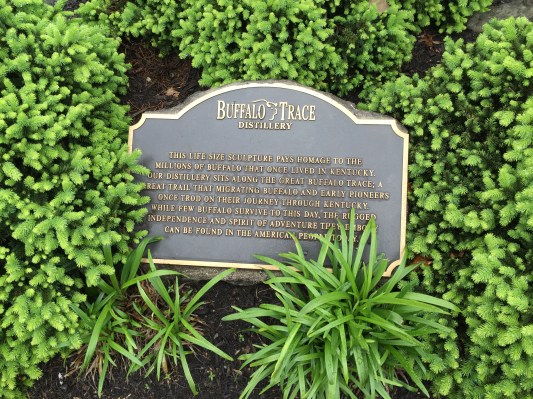 BUFFALO TRACE
DISTILLERY
THIS LIFE SIZE SCULPTURE PAYS HOMAGE TO THE
MILLIONS OF BUFFALO THAT ONCE LIVED IN KENTUCKY.
OUR DISTILLERY SITS ALONG THE GREAT BUFFALO TRACE; A
GREAT TRAIL THAT MIGRATING BUFFALO AND EARLY PIONEERS
ONCE TROD ON THEIR JOURNEY THROUGH KENTUCKY.
WHILE FEW BUFFALO SURVIVE TO THIS DAY, THE RUGGED
INDEPENDENCE AND SPIRIT OF ADVENTURE THEY
CAN BE FOUND IN THE AMERICAN PEOPLE